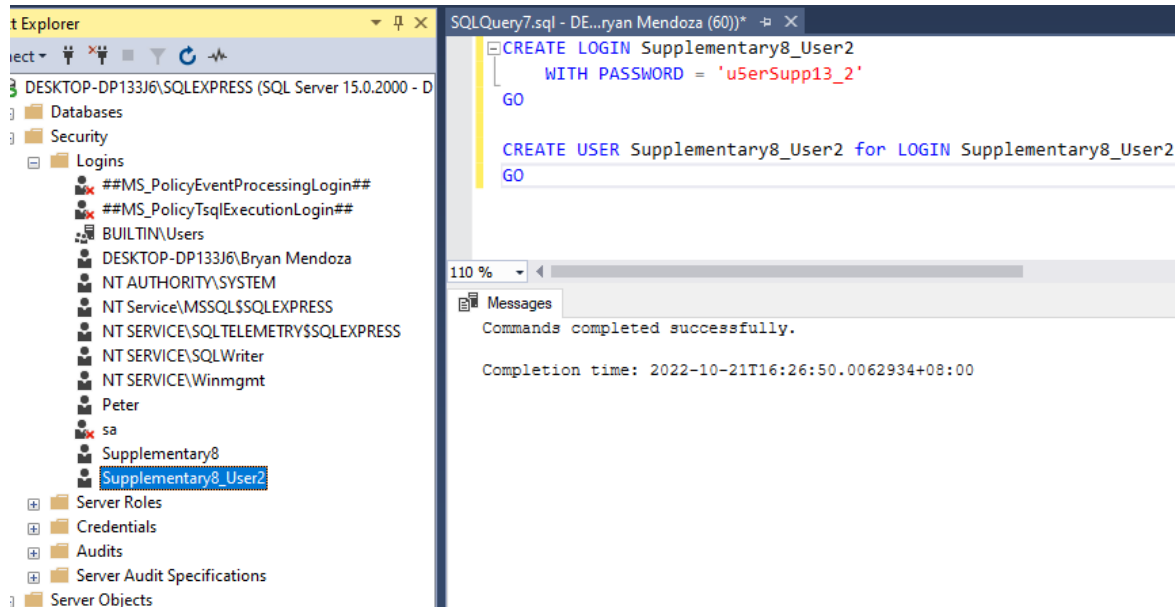 t Explorer
nect
DESKTOP-DP133J6\SQLEXPRESS (SQL Server 15.0.2000 - D
Databases
Security
Logins
##MS_PolicyEventProcessingLogin##
##MS_PolicyTsqlExecutionLogin##
BUILTIN\Users
DESKTOP-DP133J6\Bryan Mendoza
NT AUTHORITY\SYSTEM
NT Service\MSSQL$SQLEXPRESS
NT SERVICE\SQLTELEMETRY$SQLEXPRESS
NT SERVICE\SQLWriter
NT SERVICE\Winmgmt
Peter
sa
Supplementary8
Supplementary8_User2
Server Roles
Credentials
Audits
Server Audit Specifications
Server Objects
SQLQuery7.sql - DE...ryan Mendoza (60))*
CREATE LOGIN Supplementary8_User2
WITH PASSWORD = 'u5erSupp13_2'
GO
CREATE USER Supplementary8_User2 for LOGIN Supplementary8_User2
GO
110 %
Messages
Commands completed successfully.
Completion time: 2022-10-21T16:26:50.0062934+08:00